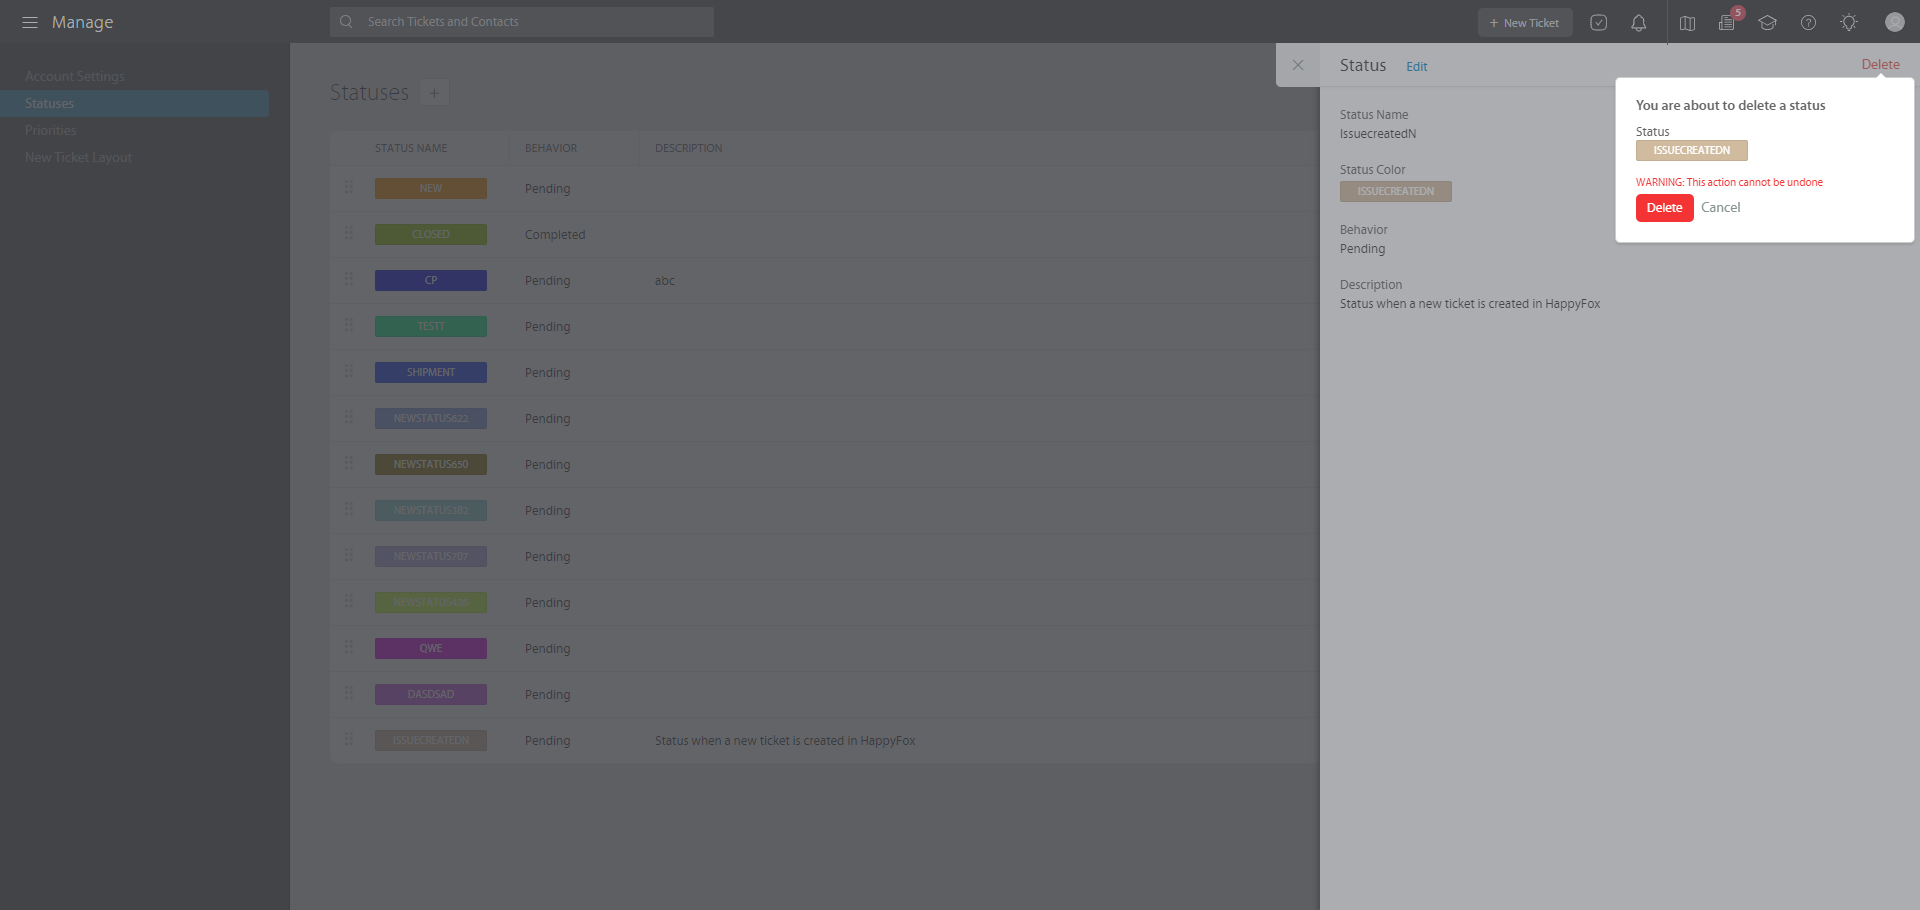 Manage
Search Tickets and Contacts
+ New Ticket
5
Account Settings
Statuses
Priorities
New Ticket Layout
Statuses
+
STATUS NAME BEHAVIOR DESCRIPTION
NEW Pending
CLOSED Completed
CP Pending abc
TESTT Pending
SHIPMENT Pending
NEWSTATUS622 Pending
NEWSTATUS650 Pending
NEWSTATUS382 Pending
NEWSTATUS707 Pending
Pending
QWE Pending
DASDSAD Pending
ISSUECREATEDN Pending Status when a new ticket is created in HappyFox
Status Edit Delete
Status Name
IssuecreatedN
Status Color
ISSUECREATEDN
Behavior
Pending
Description
Status when a new ticket is created in HappyFox
You are about to delete a status
Status
ISSUECREATEDN
WARNING: This action cannot be undone
Delete Cancel